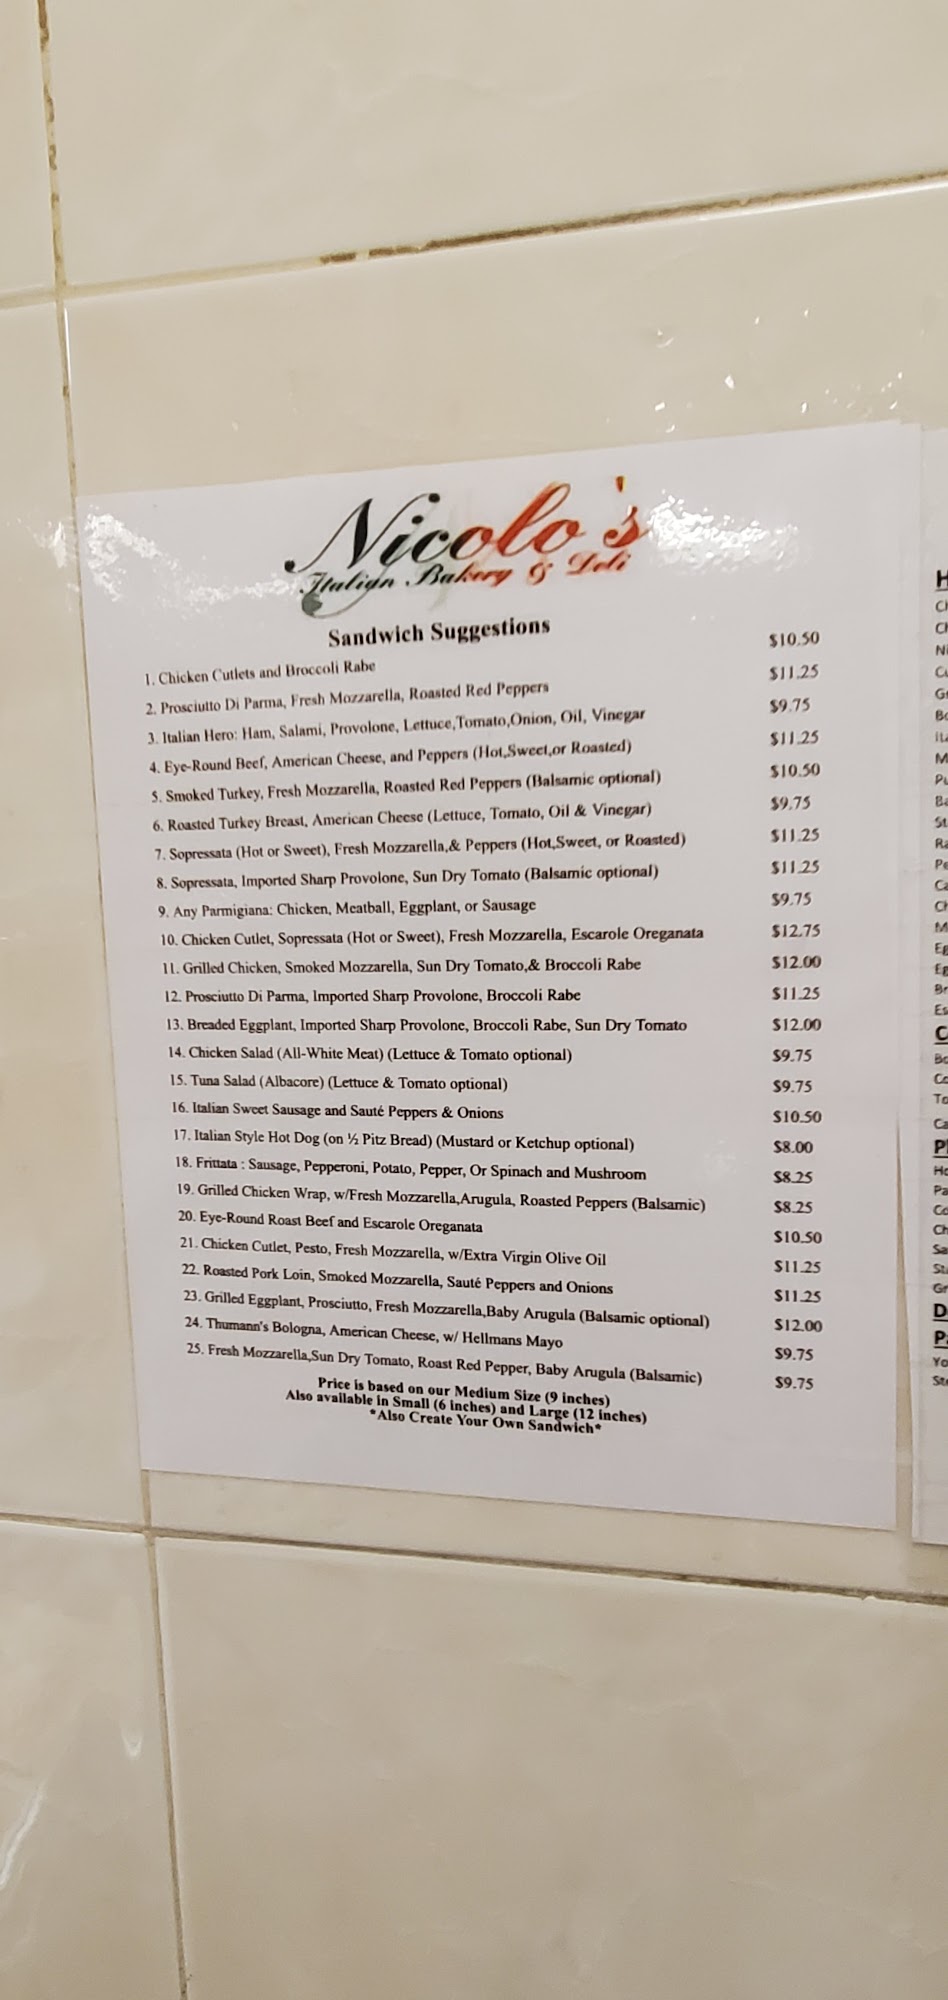 Nicolo's
Italian Bakery & Deli
Sandwich Suggestions
1. Chicken Cutlets and Broccoli Rabe $10.50
2. Prosciutto Di Parma, Fresh Mozzarella, Roasted Red Peppers $11.25
3. Italian Hero: Ham, Salami, Provolone, Lettuce,Tomato,Onion, Oil, Vinegar $9.75
4. Eye-Round Beef, American Cheese, and Peppers (Hot,Sweet,or Roasted) $11.25
5. Smoked Turkey, Fresh Mozzarella, Roasted Red Peppers (Balsamic optional) $10.50
6. Roasted Turkey Breast, American Cheese (Lettuce, Tomato, Oil & Vinegar) $9.75
7. Sopressata (Hot or Sweet), Fresh Mozzarella,& Peppers (Hot,Sweet, or Roasted) $11.25
8. Sopressata, Imported Sharp Provolone, Sun Dry Tomato (Balsamic optional) $11.25
9. Any Parmigiana: Chicken, Meatball, Eggplant, or Sausage $9.75
10. Chicken Cutlet, Sopressata (Hot or Sweet), Fresh Mozzarella, Escarole Oreganata $12.75
11. Grilled Chicken, Smoked Mozzarella, Sun Dry Tomato,& Broccoli Rabe $12.00
12. Prosciutto Di Parma, Imported Sharp Provolone, Broccoli Rabe $11.25
13. Breaded Eggplant, Imported Sharp Provolone, Broccoli Rabe, Sun Dry Tomato $12.00
14. Chicken Salad (All-White Meat) (Lettuce & Tomato optional) $9.75
15. Tuna Salad (Albacore) (Lettuce & Tomato optional) $9.75
16. Italian Sweet Sausage and Sauté Peppers & Onions $10.50
17. Italian Style Hot Dog (on ½ Pitz Bread) (Mustard or Ketchup optional) $8.00
18. Frittata : Sausage, Pepperoni, Potato, Pepper, Or Spinach and Mushroom $8.25
19. Grilled Chicken Wrap, w/Fresh Mozzarella,Arugula, Roasted Peppers (Balsamic) $8.25
20. Eye-Round Roast Beef and Escarole Oreganata $10.50
21. Chicken Cutlet, Pesto, Fresh Mozzarella, w/Extra Virgin Olive Oil $11.25
22. Roasted Pork Loin, Smoked Mozzarella, Sauté Peppers and Onions $11.25
23. Grilled Eggplant, Prosciutto, Fresh Mozzarella,Baby Arugula (Balsamic optional) $12.00
24. Thumann's Bologna, American Cheese, w/ Hellmans Mayo $9.75
25. Fresh Mozzarella,Sun Dry Tomato, Roast Red Pepper, Baby Arugula (Balsamic) $9.75
Price is based on our Medium Size (9 inches)
Also available in Small (6 inches) and Large (12 inches)
*Also Create Your Own Sandwich*